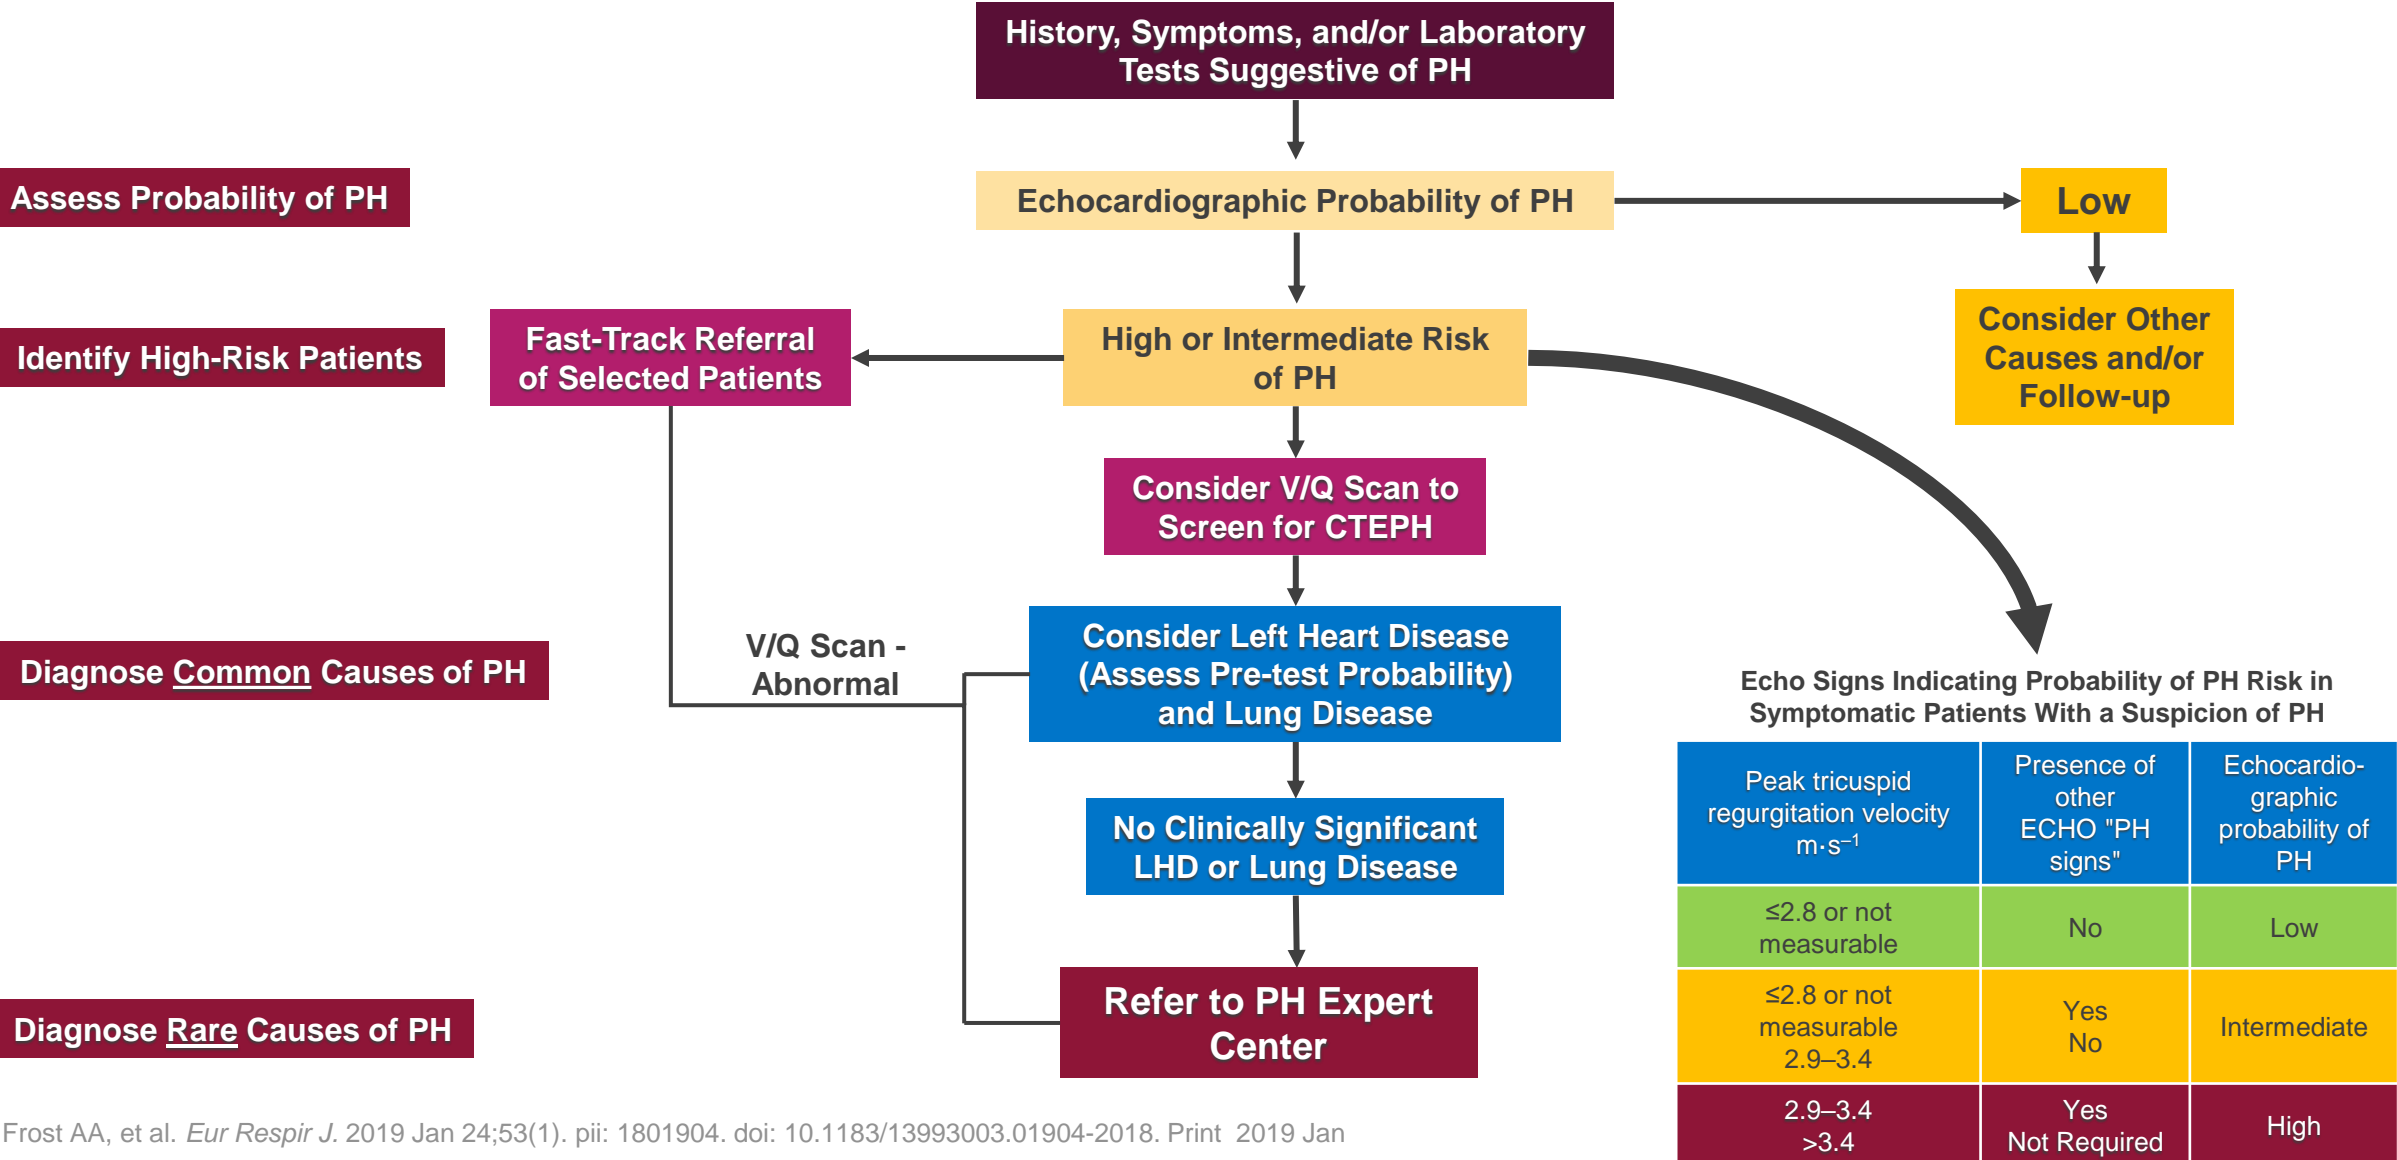 History, Symptoms, and/or Laboratory
Tests Suggestive of PH
Assess Probability of PH
Echocardiographic Probability of PH
Low
Identify High-Risk Patients
Fast-Track Referral
of Selected Patients
High or Intermediate Risk
of PH
Consider Other
Causes and/or
Follow-up
Consider V/Q Scan to
Screen for CTEPH
Diagnose Common Causes of PH
V/Q Scan -
Abnormal
Consider Left Heart Disease
(Assess Pre-test Probability)
and Lung Disease
No Clinically Significant
LHD or Lung Disease
Diagnose Rare Causes of PH
Refer to PH Expert
Center
Echo Signs Indicating Probability of PH Risk in
Symptomatic Patients With a Suspicion of PH
Peak tricuspid
regurgitation velocity
m·s⁻¹
Presence of
other
ECHO "PH
signs"
Echocardio-
graphic
probability of
PH
≤2.8 or not
measurable
No
Low
≤2.8 or not
measurable
2.9–3.4
Yes
No
Intermediate
2.9–3.4
>3.4
Yes
Not Required
High
Frost AA, et al. Eur Respir J. 2019 Jan 24;53(1). pii: 1801904. doi: 10.1183/13993003.01904-2018. Print 2019 Jan